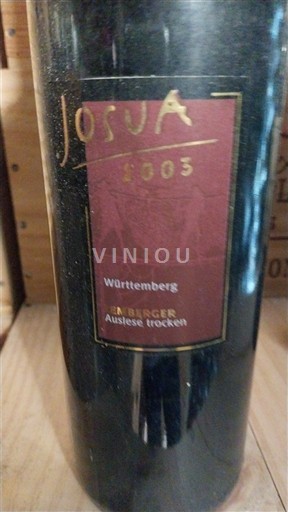 JOSUA
2003
VINIOU
Württemberg
EMBERGER
Auslese trocken